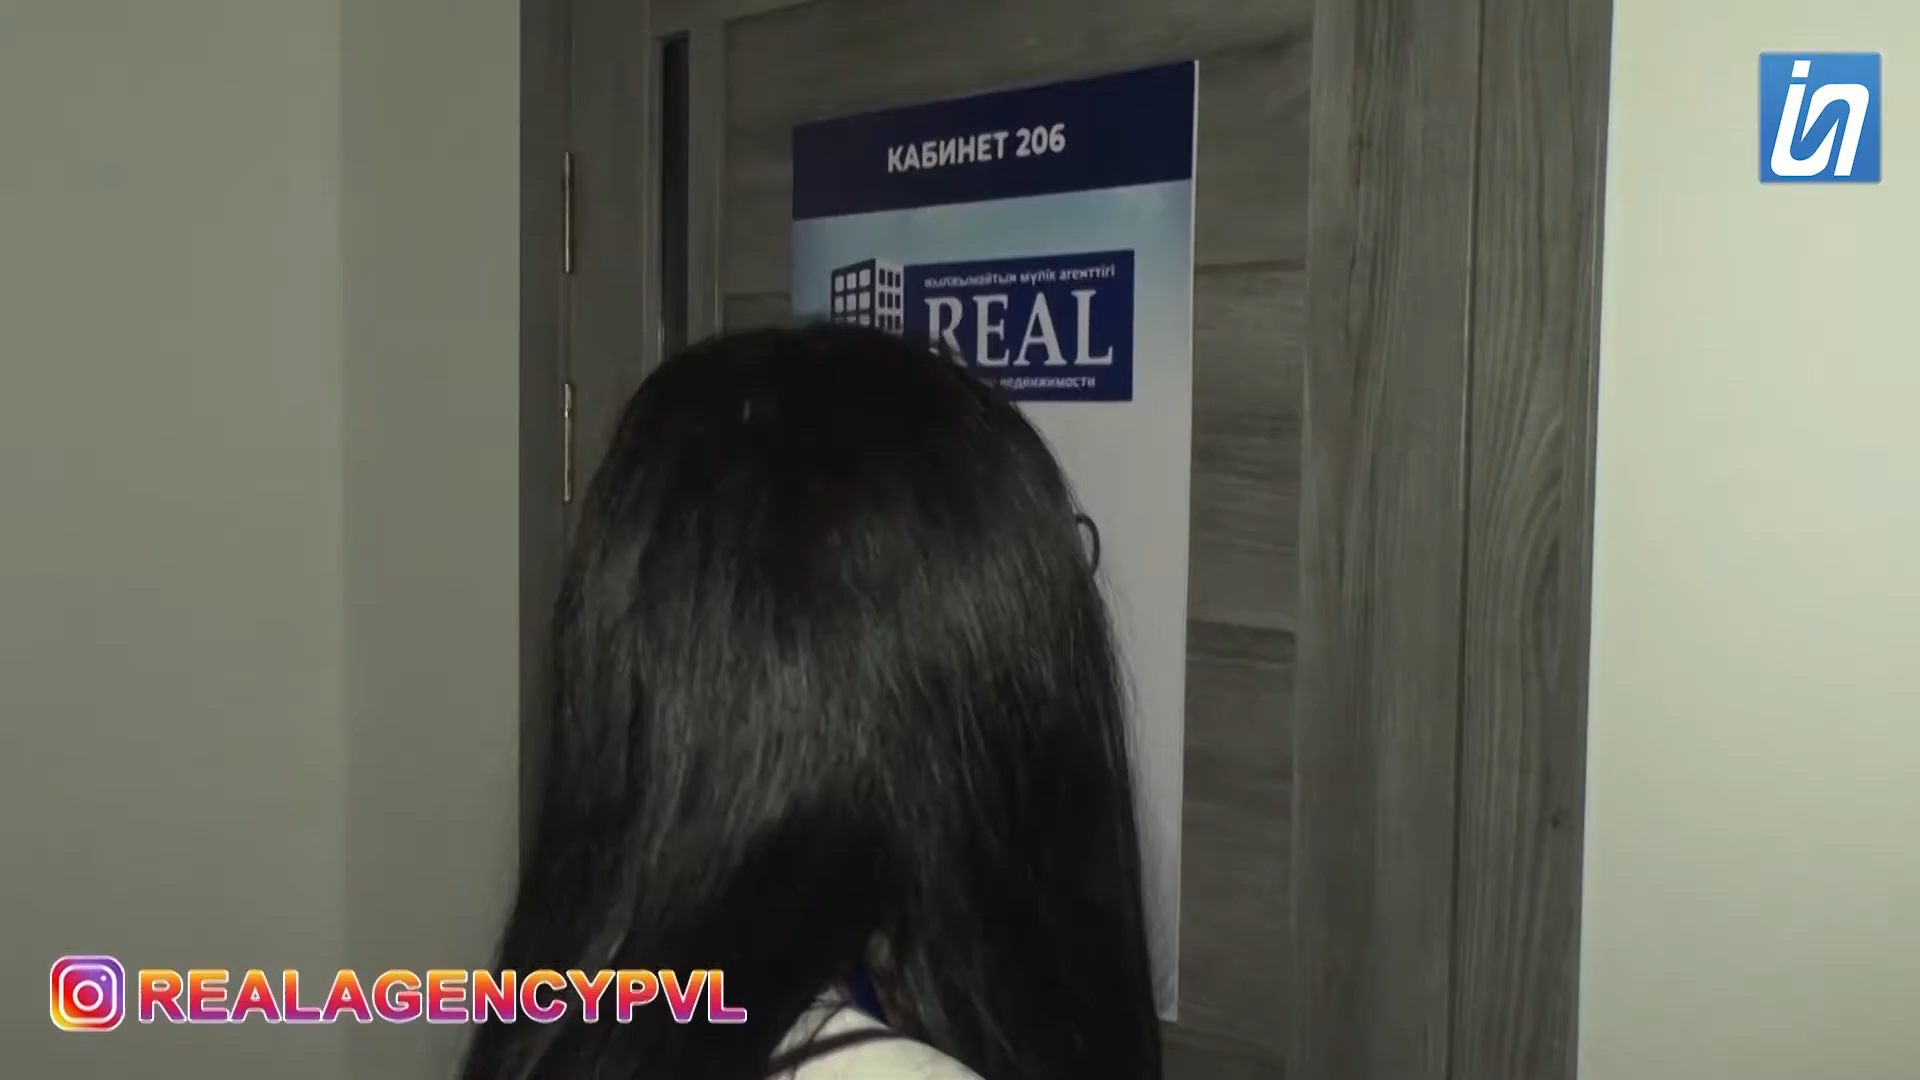 КАБИНЕТ 206
жылжымайтын мүлік агенттігі
REAL
недвижимости
REALAGENCYPVL